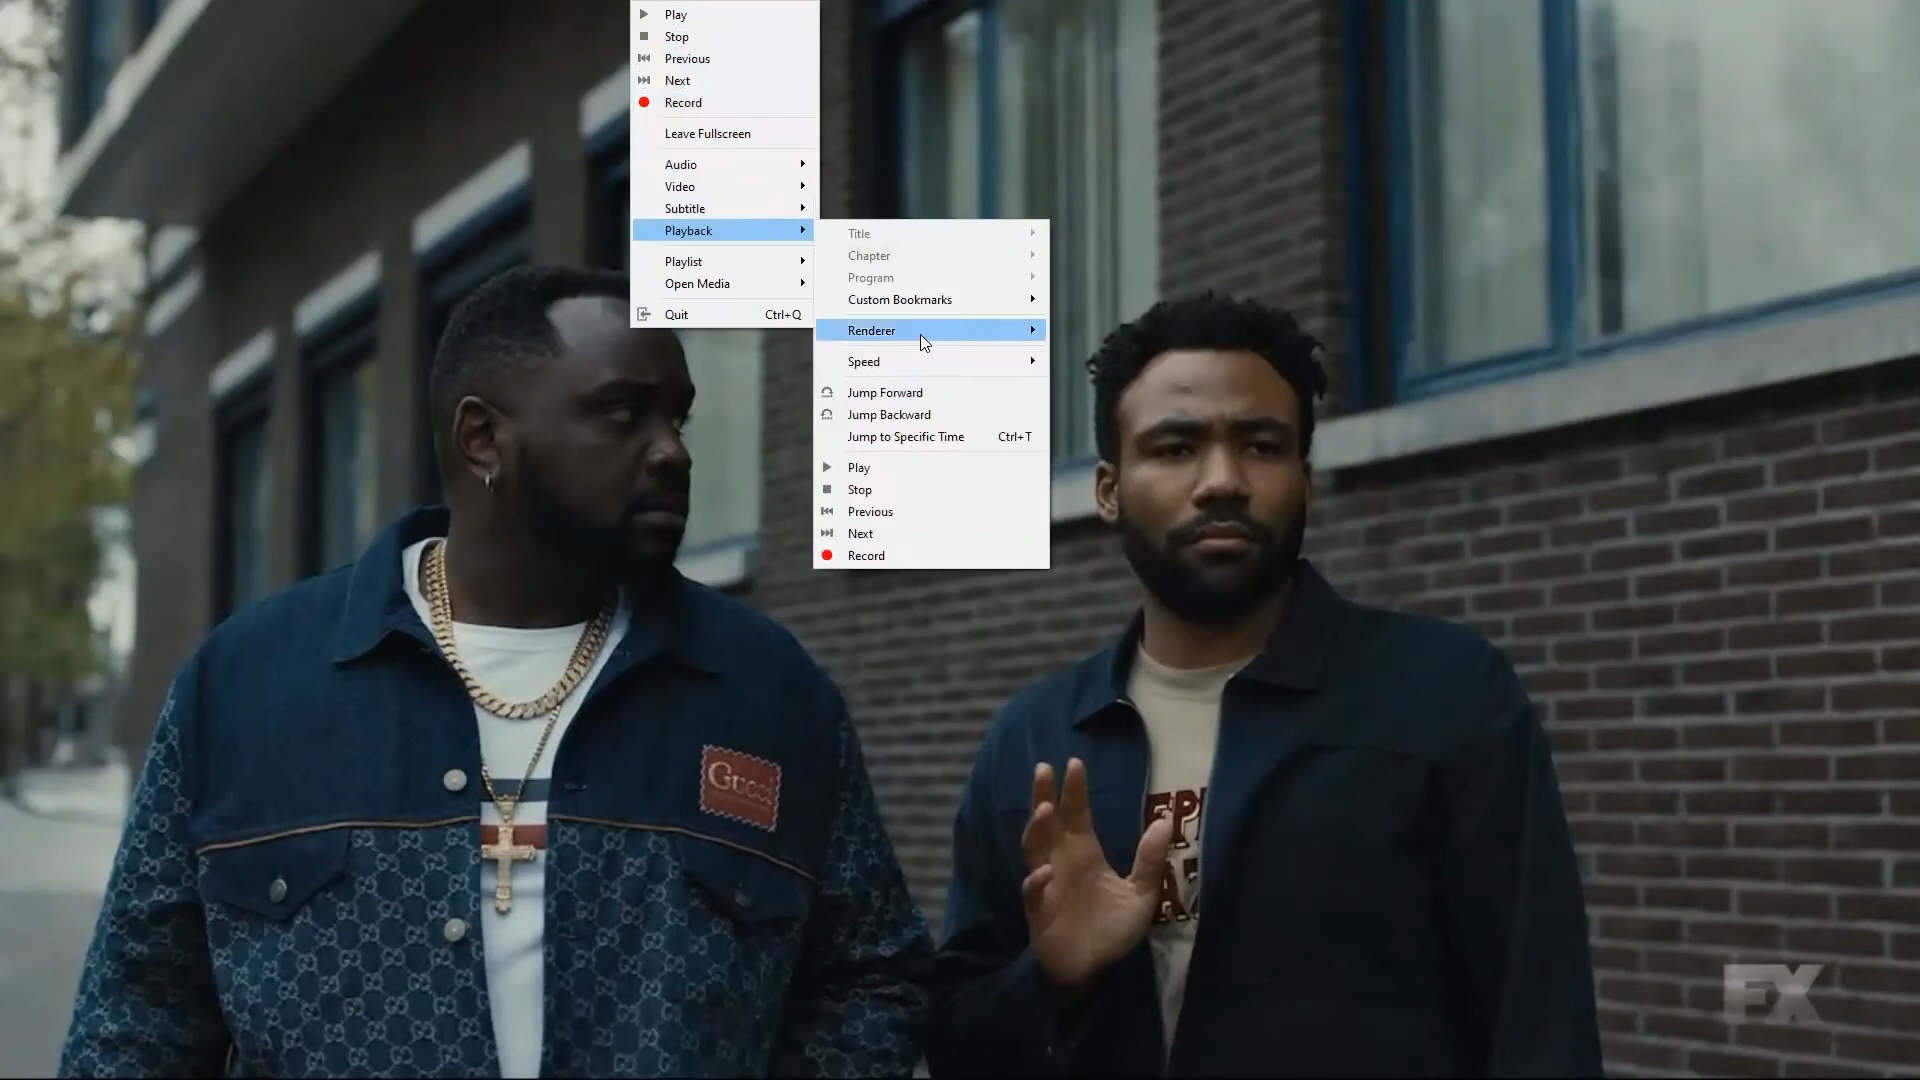 Play
Stop
Previous
Next
Record
Leave Fullscreen
Audio
Video
Subtitle
Playback
Playlist
Open Media
Quit Ctrl+Q
Title
Chapter
Program
Custom Bookmarks
Renderer
Speed
Jump Forward
Jump Backward
Jump to Specific Time Ctrl+T
Play
Stop
Previous
Next
Record
Gucci
FX